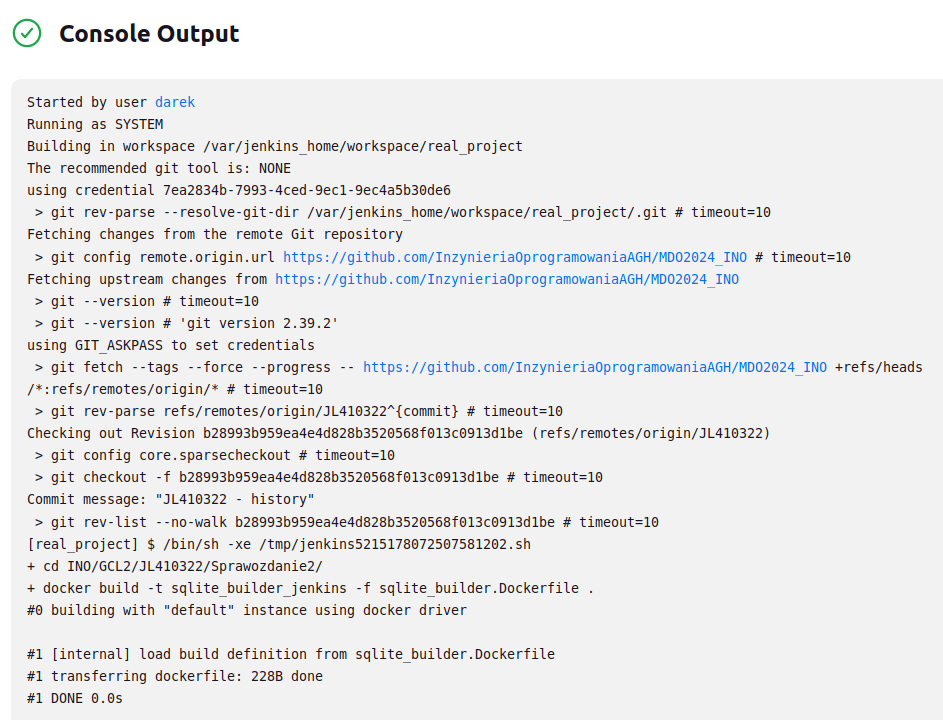 Console Output
Started by user darek
Running as SYSTEM
Building in workspace /var/jenkins_home/workspace/real_project
The recommended git tool is: NONE
using credential 7ea2834b-7993-4ced-9ec1-9ec4a5b30de6
 > git rev-parse --resolve-git-dir /var/jenkins_home/workspace/real_project/.git # timeout=10
Fetching changes from the remote Git repository
 > git config remote.origin.url https://github.com/InzynieriaOprogramowaniaAGH/MDO2024_INO # timeout=10
Fetching upstream changes from https://github.com/InzynieriaOprogramowaniaAGH/MDO2024_INO
 > git --version # timeout=10
 > git --version # 'git version 2.39.2'
using GIT_ASKPASS to set credentials
 > git fetch --tags --force --progress -- https://github.com/InzynieriaOprogramowaniaAGH/MDO2024_INO +refs/heads
/*:refs/remotes/origin/* # timeout=10
 > git rev-parse refs/remotes/origin/JL410322^{commit} # timeout=10
Checking out Revision b28993b959ea4e4d828b3520568f013c0913d1be (refs/remotes/origin/JL410322)
 > git config core.sparsecheckout # timeout=10
 > git checkout -f b28993b959ea4e4d828b3520568f013c0913d1be # timeout=10
Commit message: "JL410322 - history"
 > git rev-list --no-walk b28993b959ea4e4d828b3520568f013c0913d1be # timeout=10
[real_project] $ /bin/sh -xe /tmp/jenkins5215178072507581202.sh
+ cd INO/GCL2/JL410322/Sprawozdanie2/
+ docker build -t sqlite_builder_jenkins -f sqlite_builder.Dockerfile .
#0 building with "default" instance using docker driver
#1 [internal] load build definition from sqlite_builder.Dockerfile
#1 transferring dockerfile: 228B done
#1 DONE 0.0s